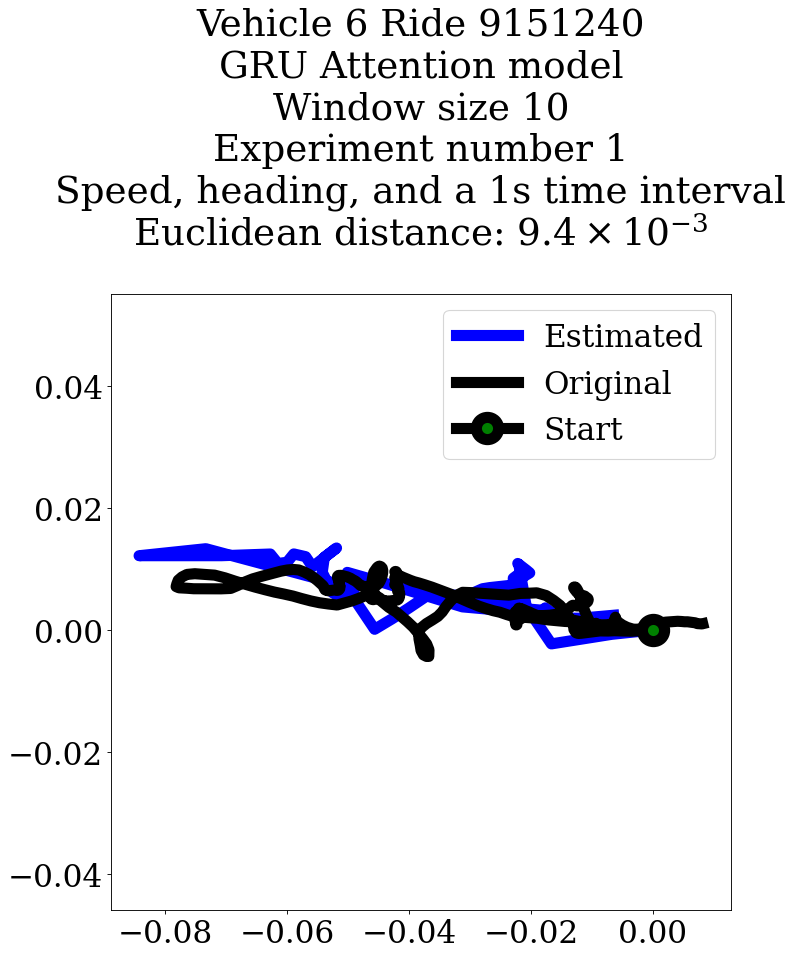 Vehicle 6 Ride 9151240
GRU Attention model
Window size 10
Experiment number 1
Speed, heading, and a 1s time interval
Euclidean distance: 9.4 × 10⁻³
Estimated
Original
Start
0.04
0.02
0.00
−0.02
−0.04
−0.08 −0.06 −0.04 −0.02 0.00